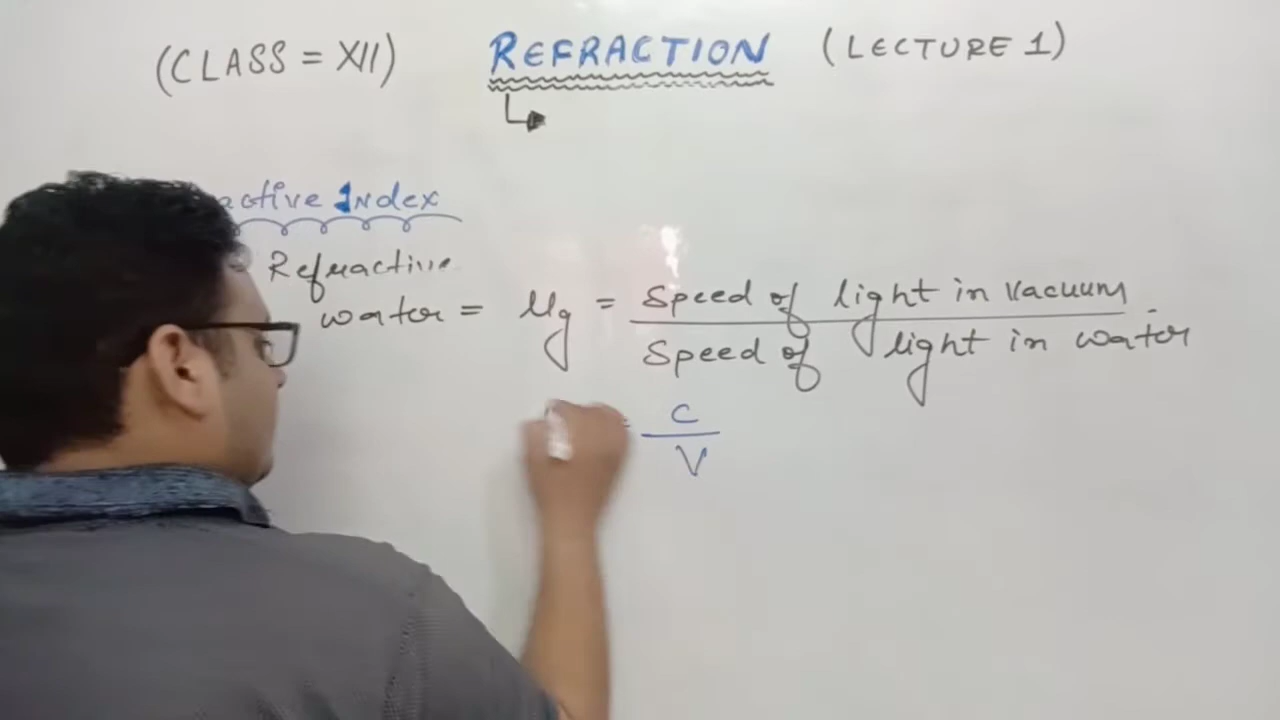 (CLASS = XII) REFRACTION (LECTURE 1)
active Index
Refractive
water = μg = Speed of light in vacuum / Speed of light in water
= C / V